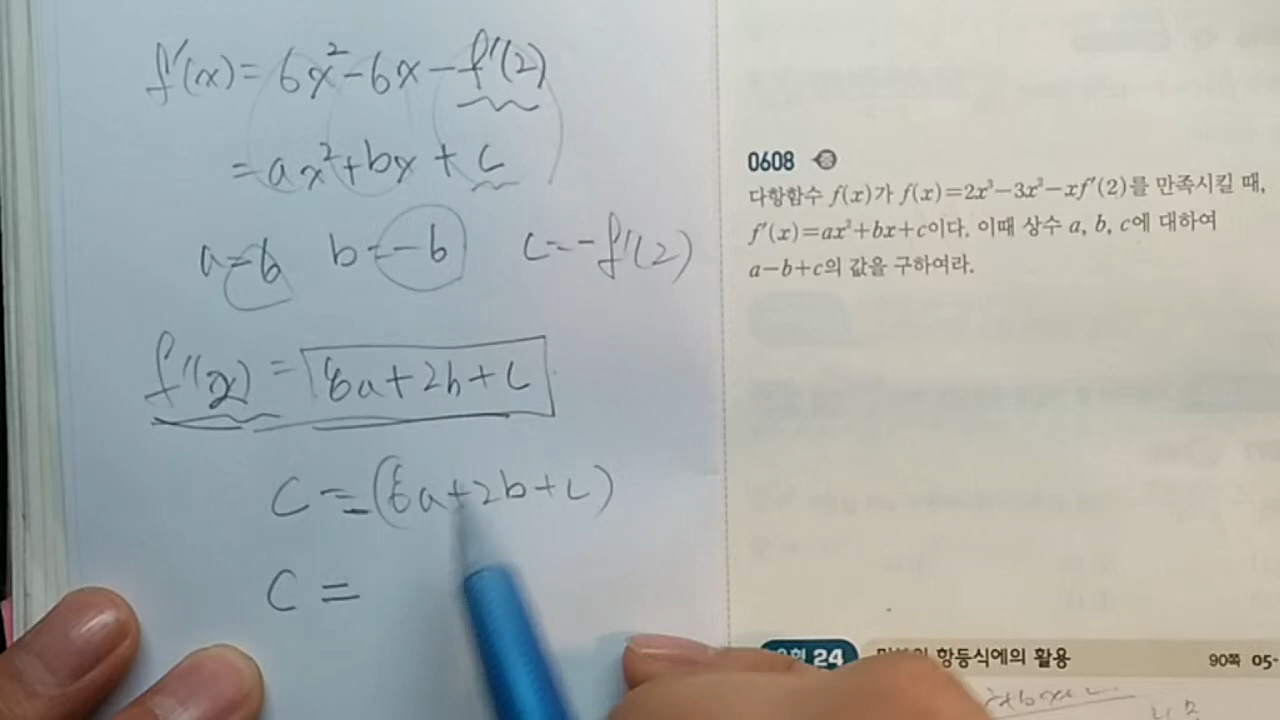 f'(x) = 6x² - 6x - f'(2)
= ax² + bx + c
a = 6 b = -6 c = -f'(2)
f'(2) = 8a + 2b + c
c = (8a + 2b + c)
c =
0608
다항함수 f(x)가 f(x)=2x³-3x²-xf'(2)를 만족시킬 때,
f'(x)=ax²+bx+c이다. 이때 상수 a, b, c에 대하여
a-b+c의 값을 구하여라.
24 항등식에의 활용 90쪽 05-